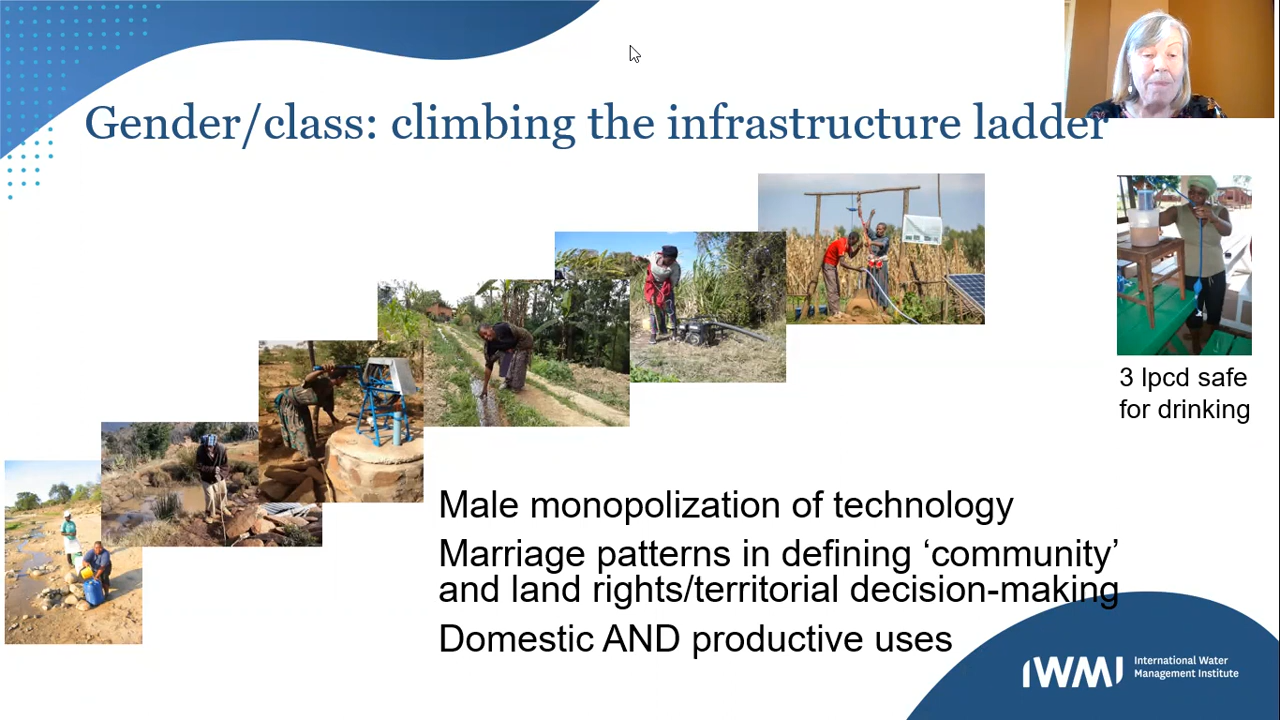 Gender/class: climbing the infrastructure ladder
3 lpcd safe
for drinking
Male monopolization of technology
Marriage patterns in defining ‘community’
and land rights/territorial decision-making
Domestic AND productive uses
IWMI
International Water
Management Institute